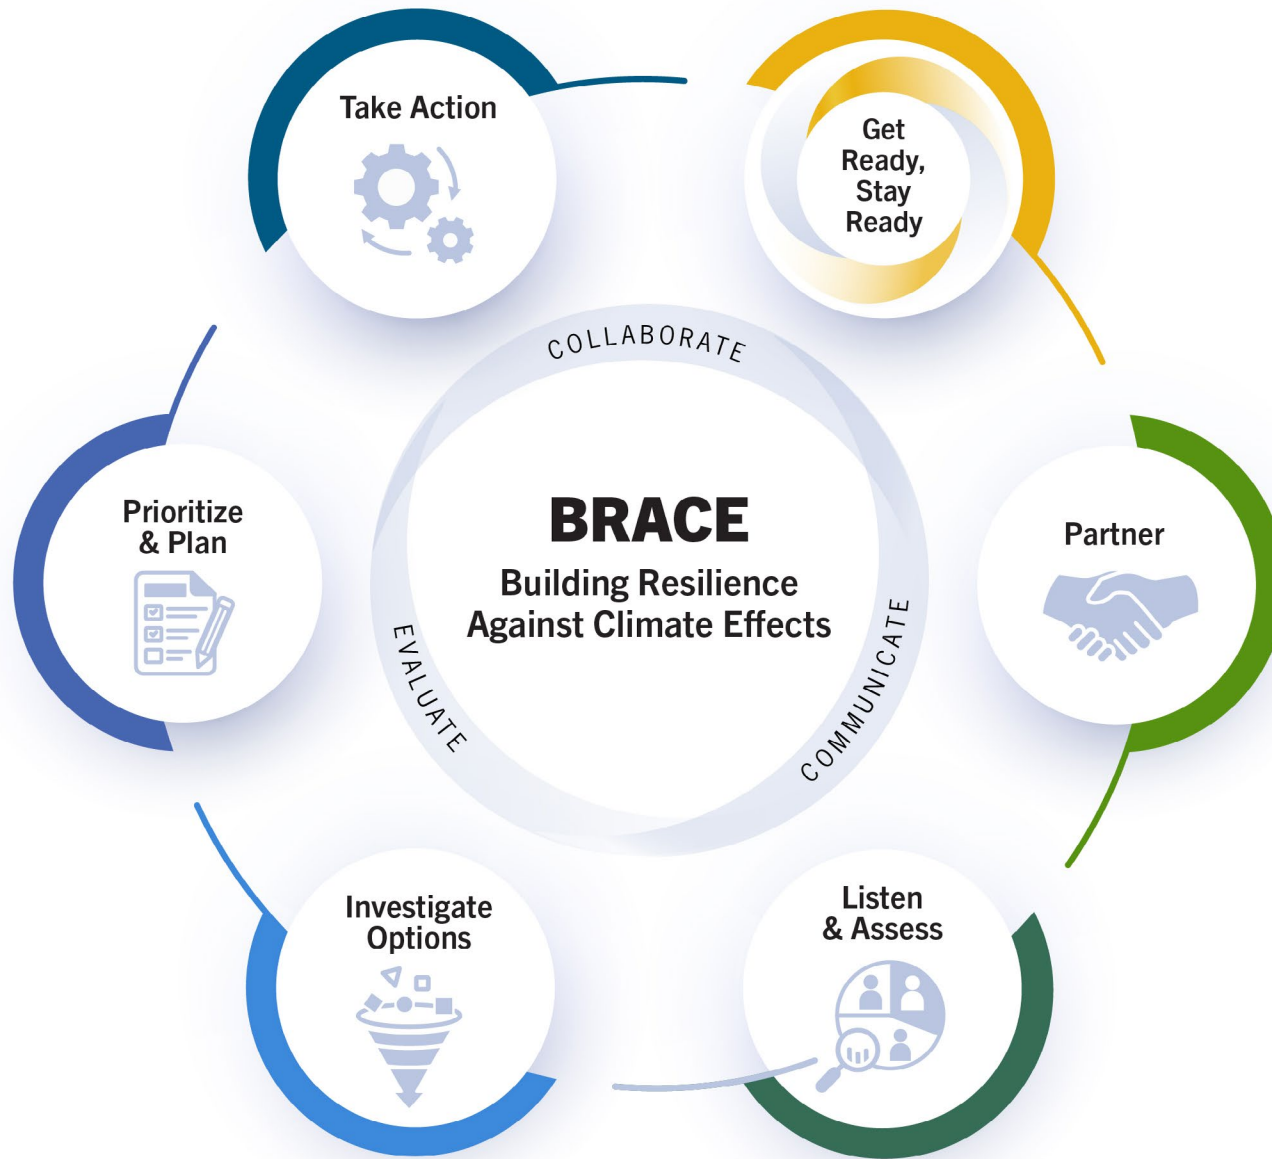 Take Action
Get
Ready,
Stay
Ready
COLLABORATE
Prioritize
& Plan
BRACE
Building Resilience
Against Climate Effects
Partner
EVALUATE
COMMUNICATE
Investigate
Options
Listen
& Assess